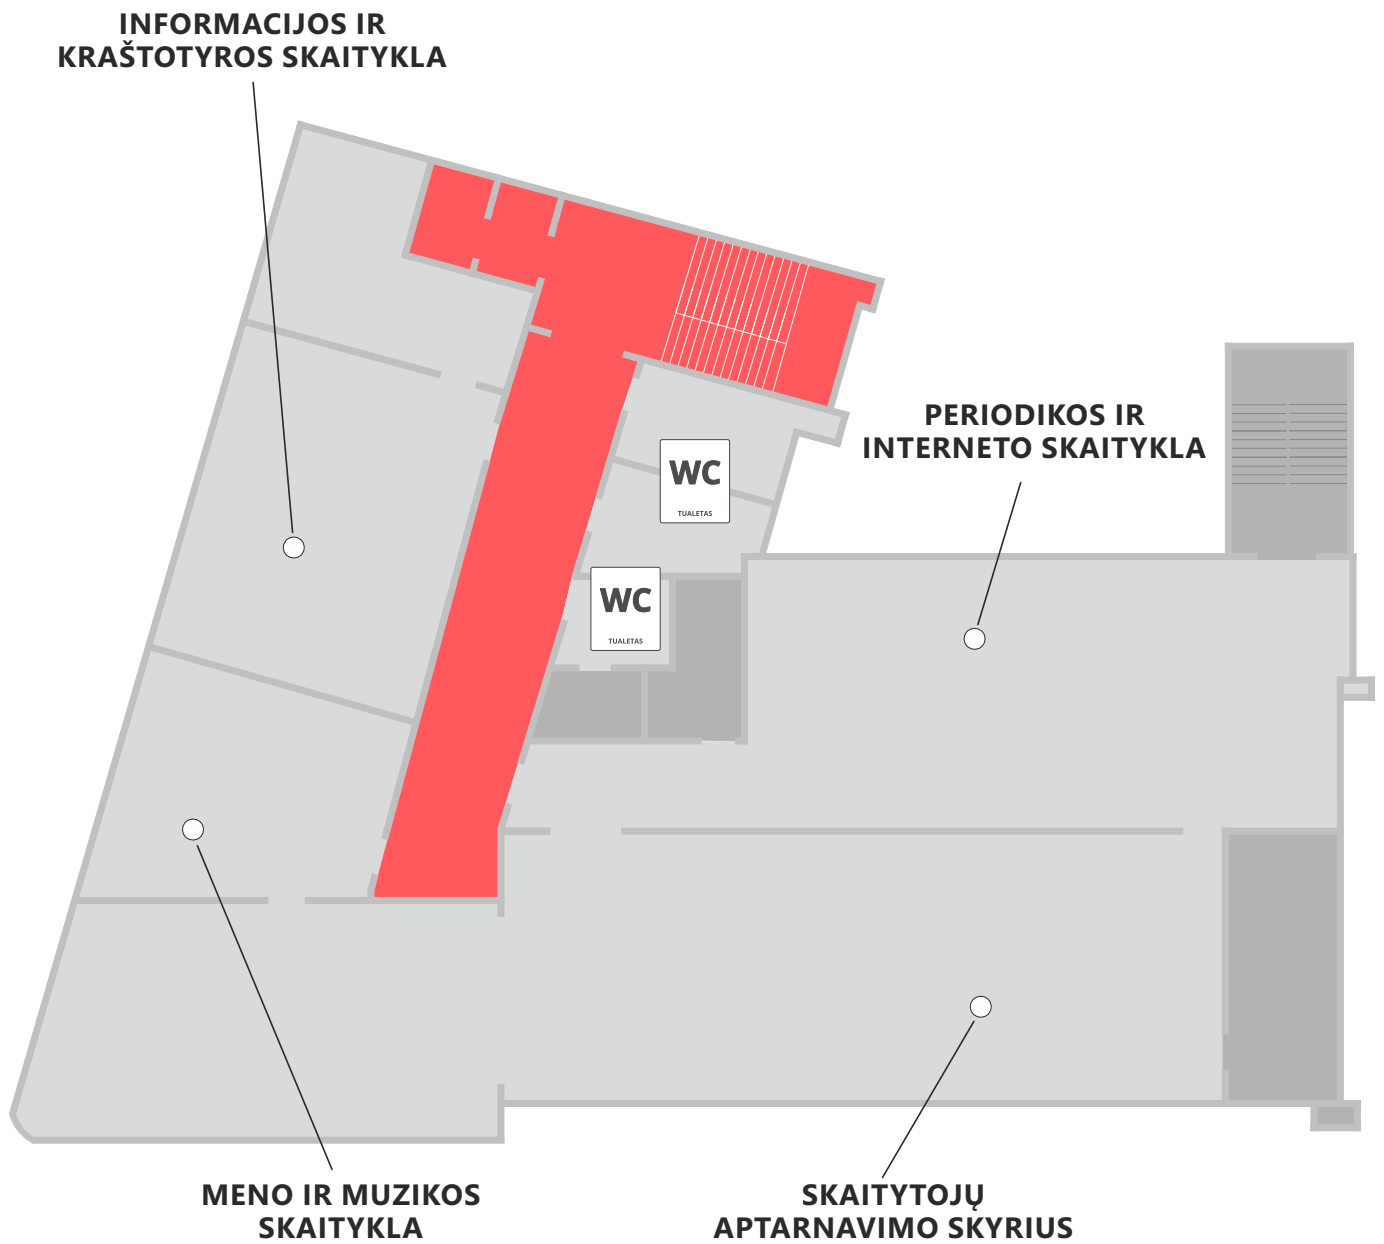 INFORMACIJOS IR
KRAŠTOTYROS SKAITYKLA
PERIODIKOS IR
INTERNETO SKAITYKLA
WC
TUALETAS
WC
TUALETAS
MENO IR MUZIKOS
SKAITYKLA
SKAITYTOJŲ
APTARNAVIMO SKYRIUS